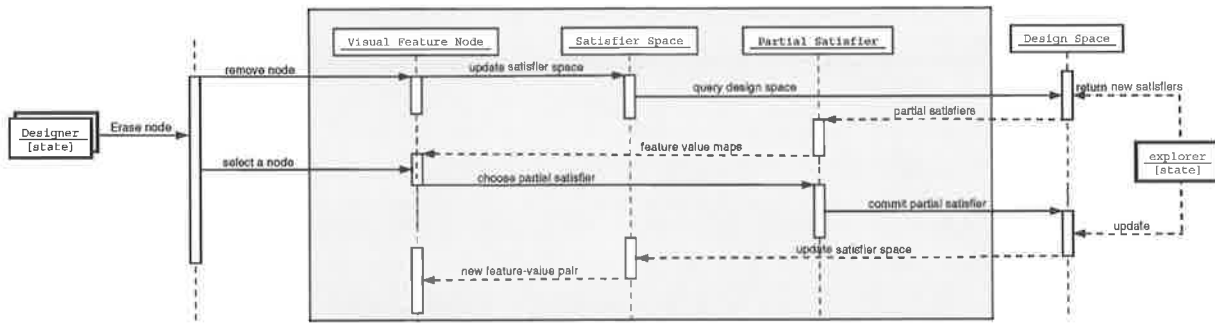 Visual Feature Node
Satisfier Space
Partial Satisfier
Design Space
remove node
update satisfier space
query design space
return new satisfiers
Designer
[state]
Erase node
partial satisfiers
feature value maps
explorer
[state]
select a node
choose partial satisfier
commit partial satisfier
update
update satisfier space
new feature-value pair